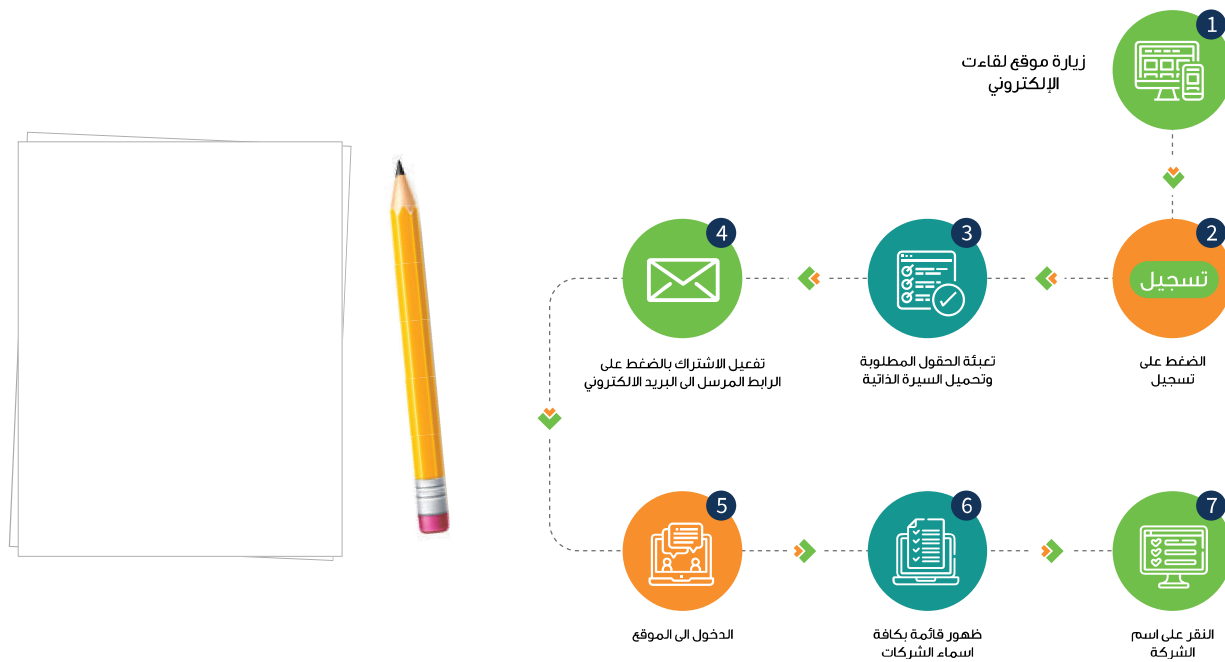 1
زيارة موقع لقاءت
الإلكتروني
2
تسجيل
الضغط على
تسجيل
3
تعبئة الحقول المطلوبة
وتحميل السيرة الذاتية
4
تفعيل الاشتراك بالضغط على
الرابط المرسل الى البريد الالكتروني
5
الدخول الى الموقع
6
ظهور قائمة بكافة
اسماء الشركات
7
النقر على اسم
الشركة